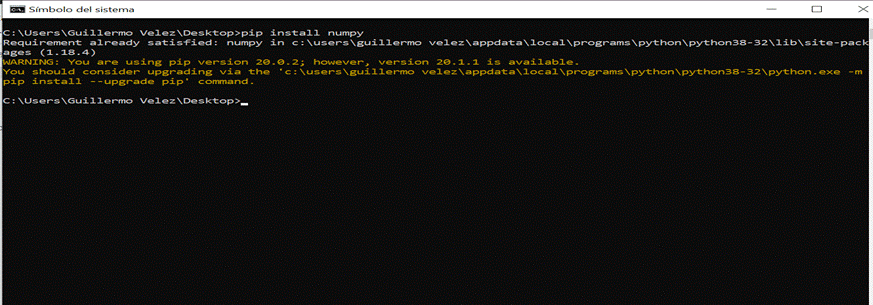 Símbolo del sistema
C:\Users\Guillermo Velez\Desktop>pip install numpy
Requirement already satisfied: numpy in c:\users\guillermo velez\appdata\local\programs\python\python38-32\lib\site-pack
ages (1.18.4)
WARNING: You are using pip version 20.0.2; however, version 20.1.1 is available.
You should consider upgrading via the 'c:\users\guillermo velez\appdata\local\programs\python\python38-32\python.exe -m
pip install --upgrade pip' command.
C:\Users\Guillermo Velez\Desktop>